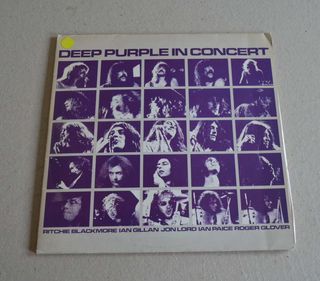 DEEP PURPLE IN CONCERT
RITCHIE BLACKMORE IAN GILLAN JON LORD IAN PAICE ROGER GLOVER